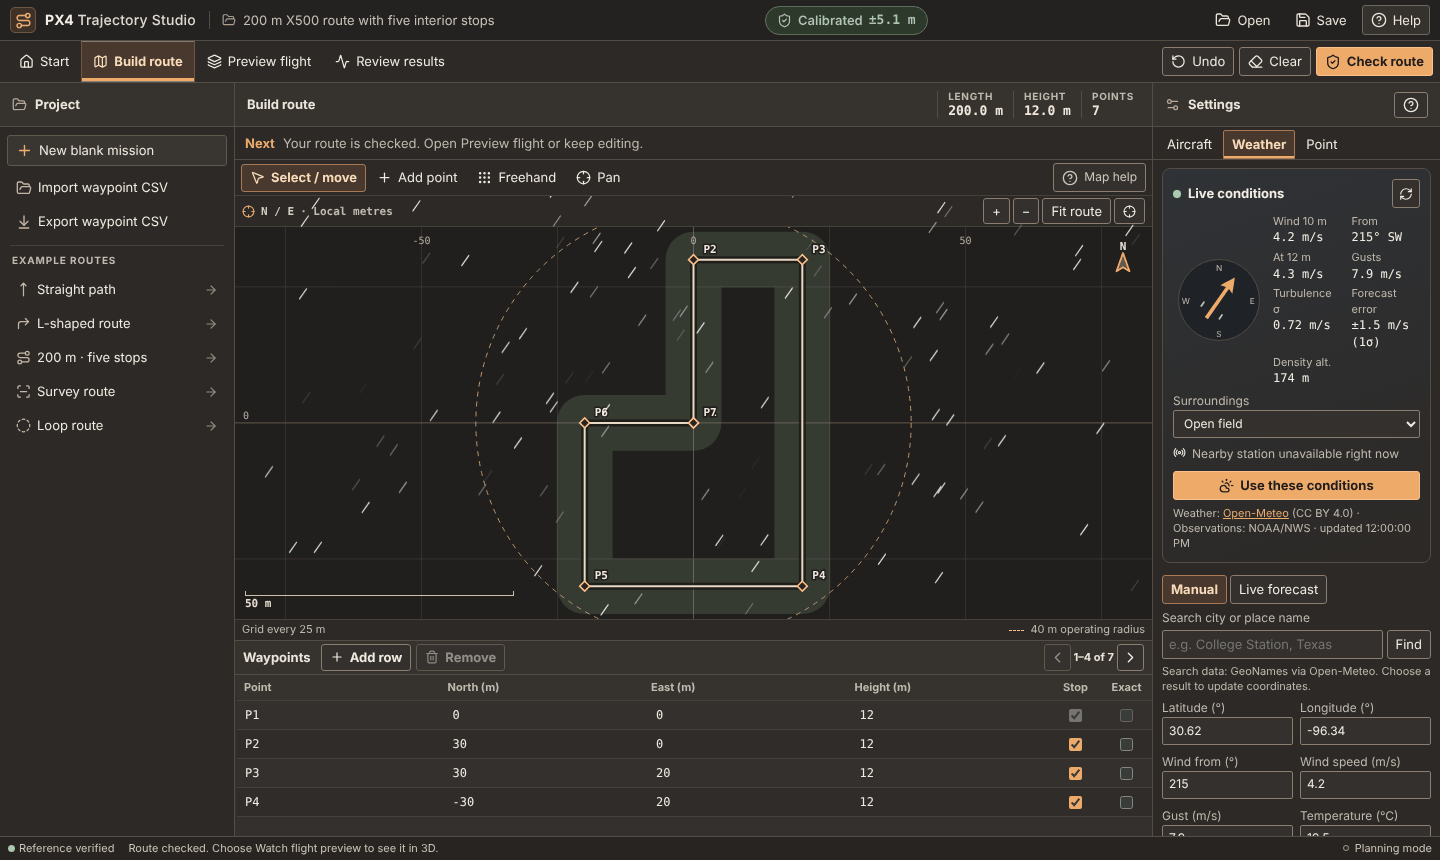 PX4 Trajectory Studio
200 m X500 route with five interior stops
Calibrated ±5.1 m
Open
Save
Help
Start
Build route
Preview flight
Review results
Undo
Clear
Check route
Project
New blank mission
Import waypoint CSV
Export waypoint CSV
EXAMPLE ROUTES
Straight path
L-shaped route
200 m · five stops
Survey route
Loop route
Build route
LENGTH
200.0 m
HEIGHT
12.0 m
POINTS
7
Next Your route is checked. Open Preview flight or keep editing.
Select / move
Add point
Freehand
Pan
Map help
N / E · Local metres
+
−
Fit route
-50
0
50
N
P2
P3
0
P6
P7
P5
P4
50 m
Grid every 25 m
40 m operating radius
Waypoints
Add row
Remove
1–4 of 7
Point North (m) East (m) Height (m) Stop Exact
P1 0 0 12
P2 30 0 12
P3 30 20 12
P4 -30 20 12
Settings
Aircraft
Weather
Point
Live conditions
N
W
E
S
Wind 10 m
4.2 m/s
From
215° SW
At 12 m
4.3 m/s
Gusts
7.9 m/s
Turbulence
σ
0.72 m/s
Forecast
error
±1.5 m/s
(1σ)
Density alt.
174 m
Surroundings
Open field
Nearby station unavailable right now
Use these conditions
Weather: Open-Meteo (CC BY 4.0) ·
Observations: NOAA/NWS · updated 12:00:00
PM
Manual
Live forecast
Search city or place name
e.g. College Station, Texas
Find
Search data: GeoNames via Open-Meteo. Choose a
result to update coordinates.
Latitude (°)
30.62
Longitude (°)
-96.34
Wind from (°)
215
Wind speed (m/s)
4.2
Gust (m/s)
Temperature (°C)
Reference verified
Route checked. Choose Watch flight preview to see it in 3D.
Planning mode